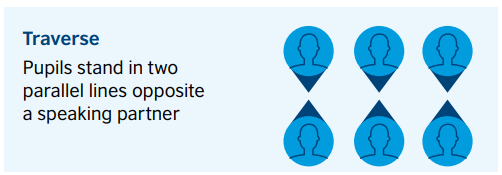 Traverse
Pupils stand in two
parallel lines opposite
a speaking partner